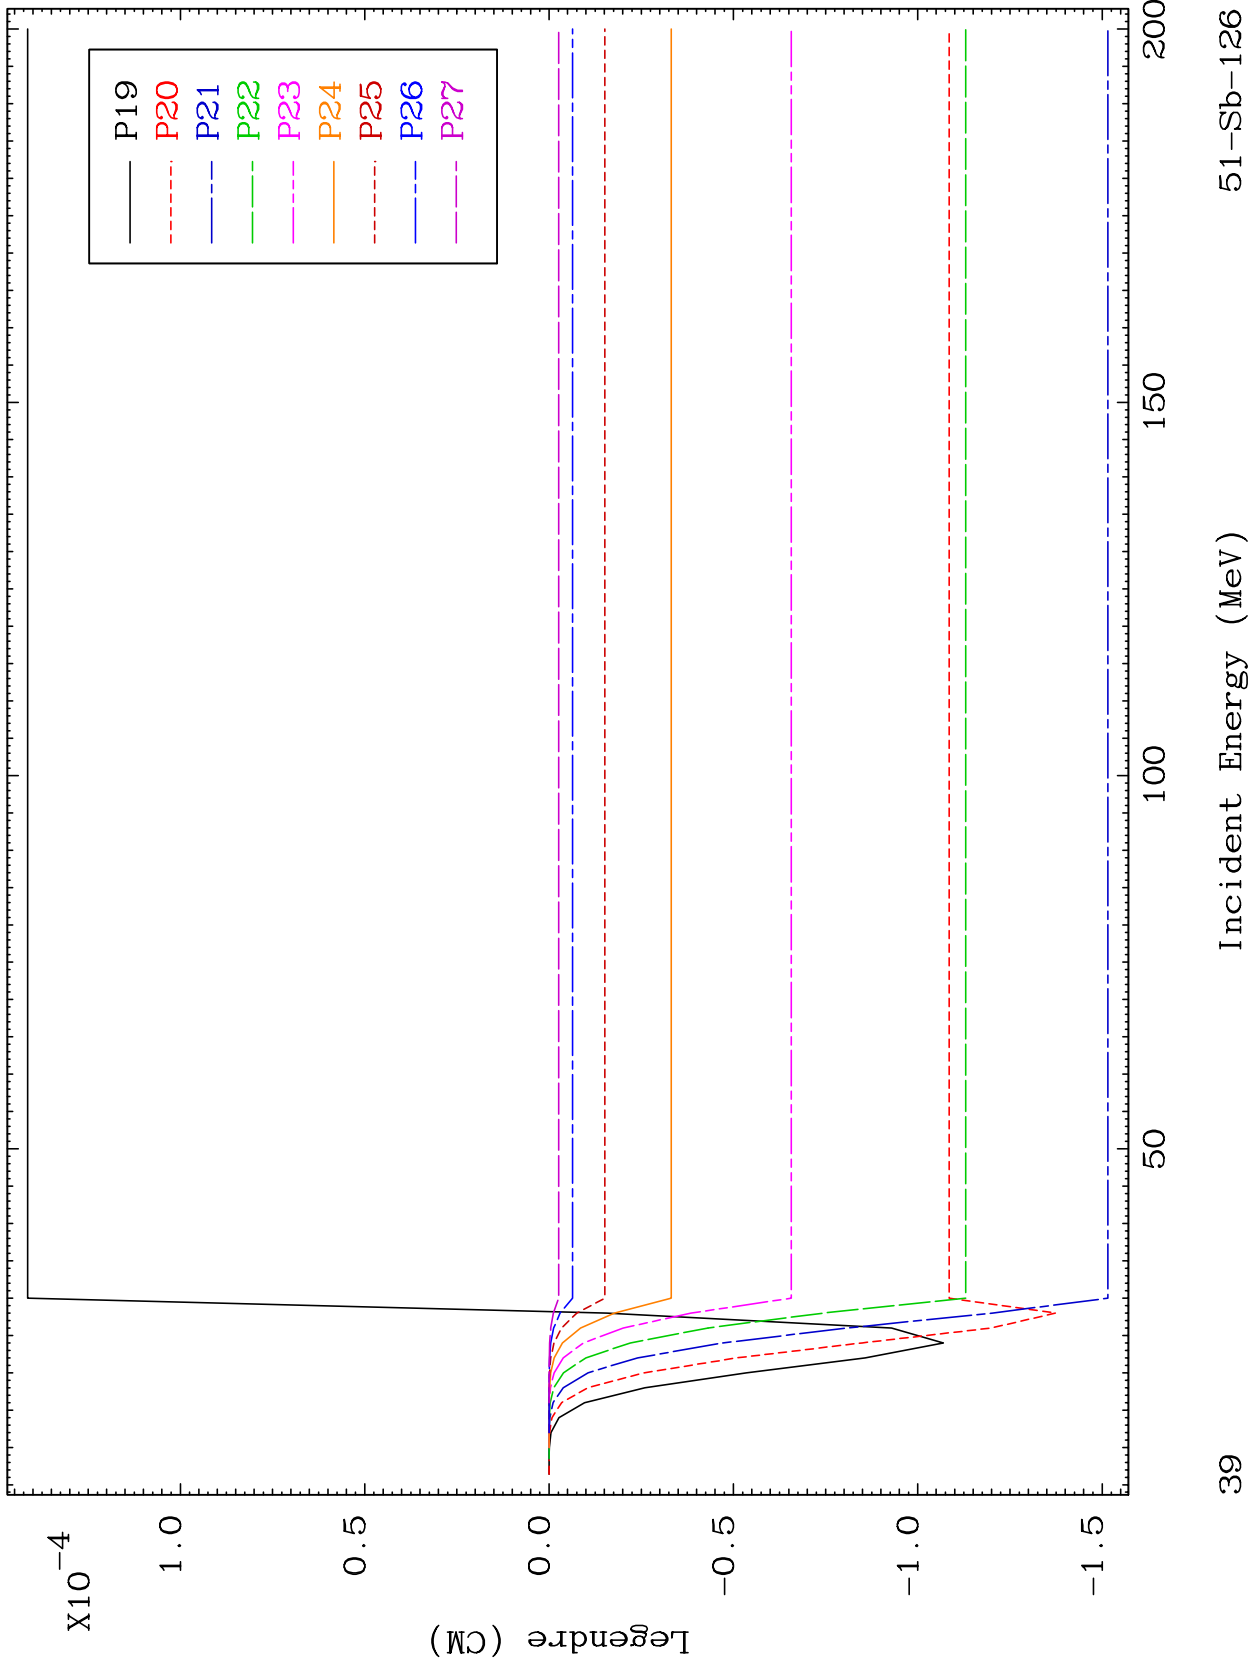 X10⁻⁴
1.0
0.5
0.0
-0.5
-1.0
-1.5
Legendre (CM)
P19
P20
P21
P22
P23
P24
P25
P26
P27
50
100
150
200
Incident Energy (MeV)
39
51-Sb-126